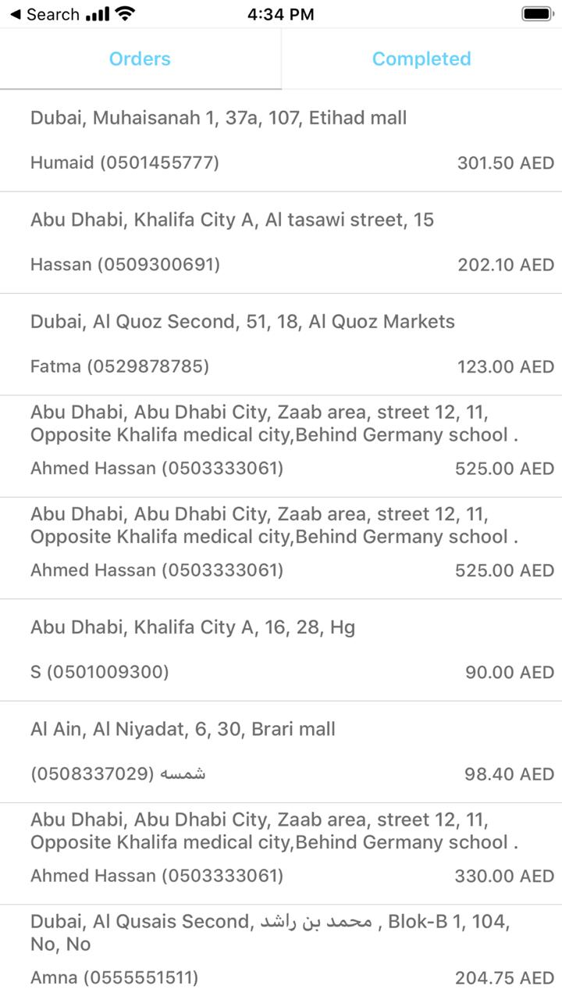 Search
4:34 PM
Orders
Completed
Dubai, Muhaisanah 1, 37a, 107, Etihad mall
Humaid (0501455777)
301.50 AED
Abu Dhabi, Khalifa City A, Al tasawi street, 15
Hassan (0509300691)
202.10 AED
Dubai, Al Quoz Second, 51, 18, Al Quoz Markets
Fatma (0529878785)
123.00 AED
Abu Dhabi, Abu Dhabi City, Zaab area, street 12, 11,
Opposite Khalifa medical city,Behind Germany school .
Ahmed Hassan (0503333061)
525.00 AED
Abu Dhabi, Abu Dhabi City, Zaab area, street 12, 11,
Opposite Khalifa medical city,Behind Germany school .
Ahmed Hassan (0503333061)
525.00 AED
Abu Dhabi, Khalifa City A, 16, 28, Hg
S (0501009300)
90.00 AED
Al Ain, Al Niyadat, 6, 30, Brari mall
شمسه (0508337029)
98.40 AED
Abu Dhabi, Abu Dhabi City, Zaab area, street 12, 11,
Opposite Khalifa medical city,Behind Germany school .
Ahmed Hassan (0503333061)
330.00 AED
Dubai, Al Qusais Second, محمد بن راشد , Blok-B 1, 104,
No, No
Amna (0555551511)
204.75 AED